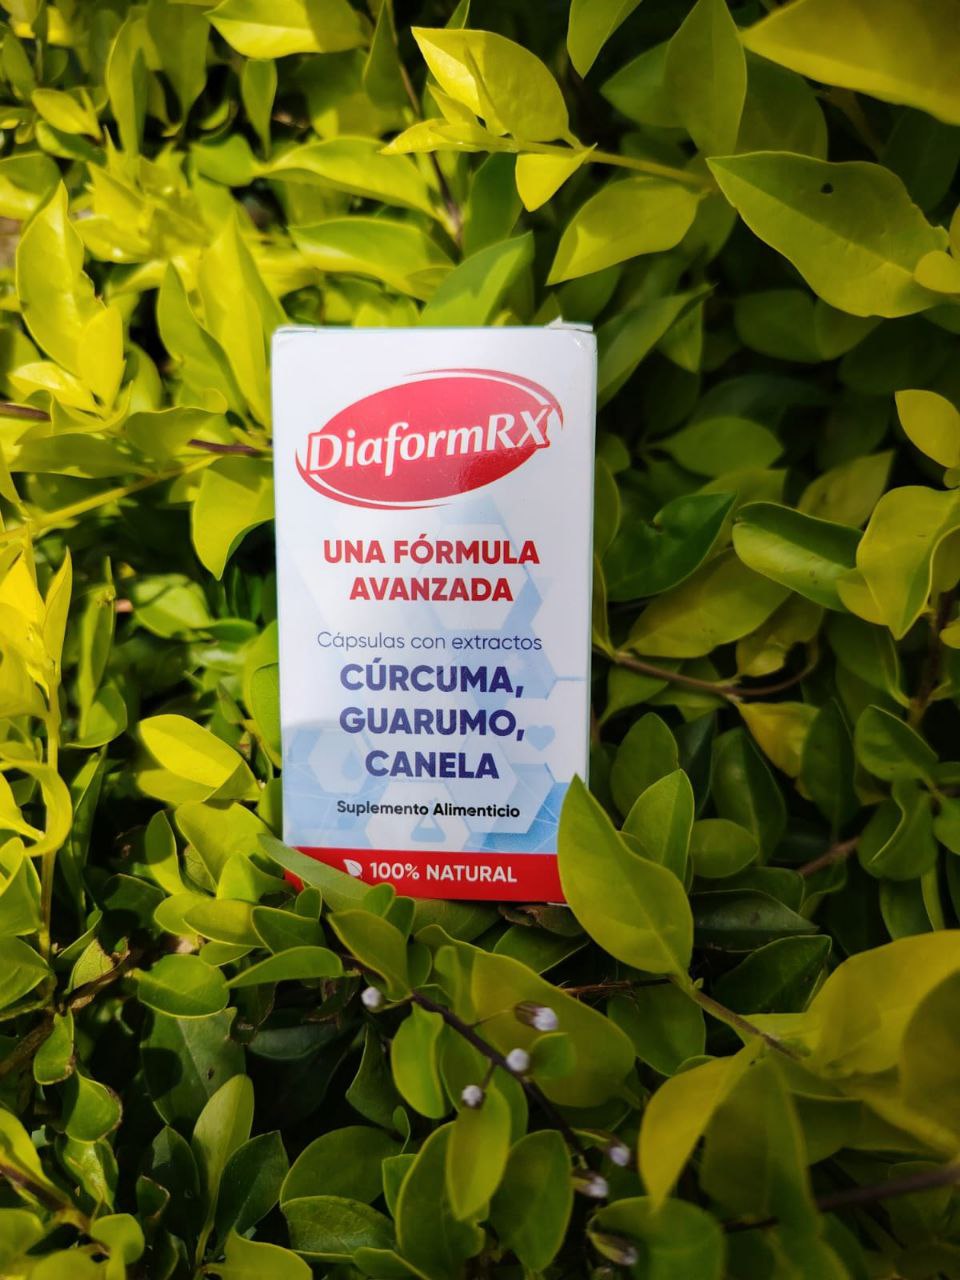 DiaformRX
UNA FÓRMULA
AVANZADA
Cápsulas con extractos
CÚRCUMA,
GUARUMO,
CANELA
Suplemento Alimenticio
100% NATURAL